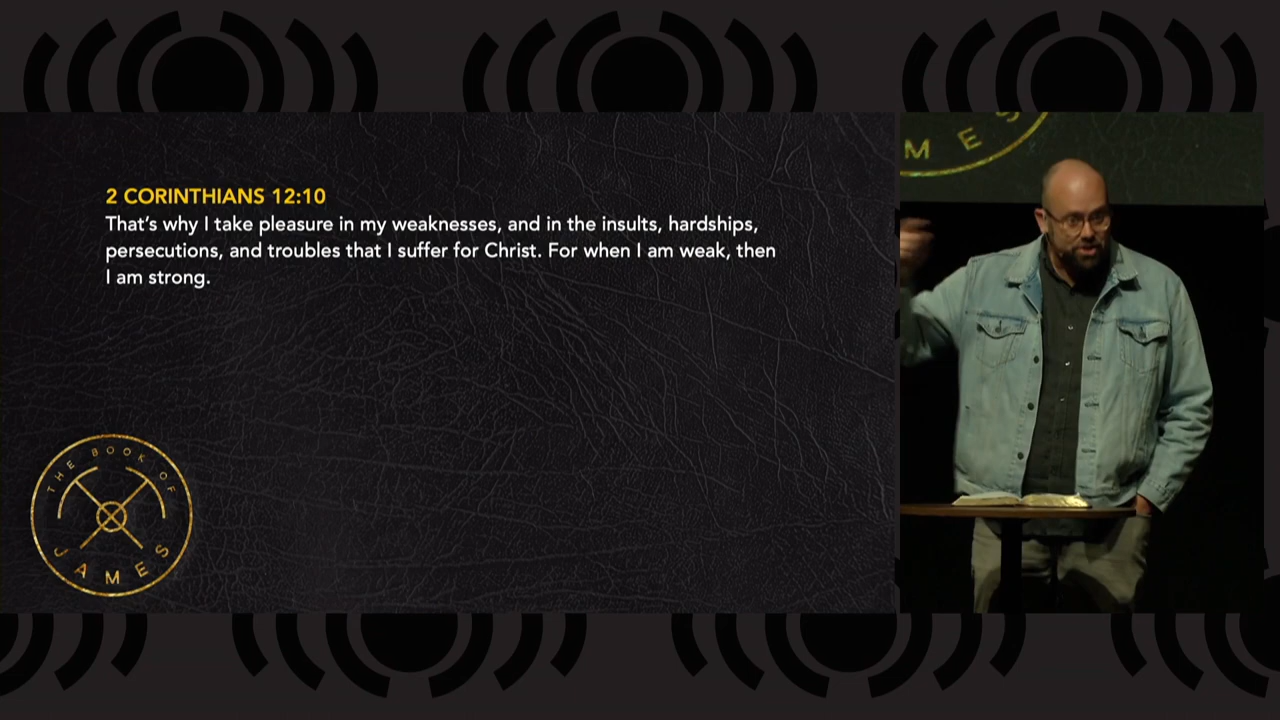 2 CORINTHIANS 12:10
That's why I take pleasure in my weaknesses, and in the insults, hardships,
persecutions, and troubles that I suffer for Christ. For when I am weak, then
I am strong.
THE BOOK OF
JAMES
MES